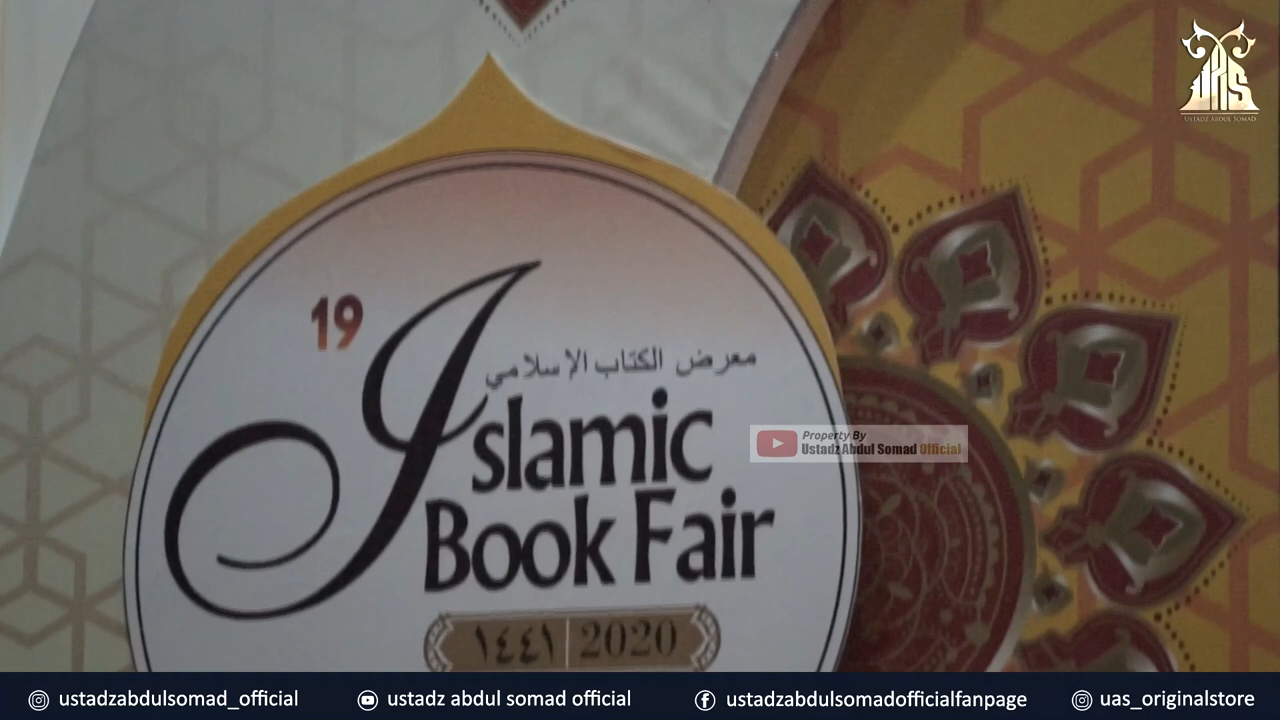 UAS
USTADZ ABDUL SOMAD
19
معرض الكتاب الإسلامي
Islamic
Book Fair
١٤٤١ 2020
Property By
Ustadz Abdul Somad Official
ustadzabdulsomad_official
ustadz abdul somad official
ustadzabdulsomadofficialfanpage
uas_originalstore